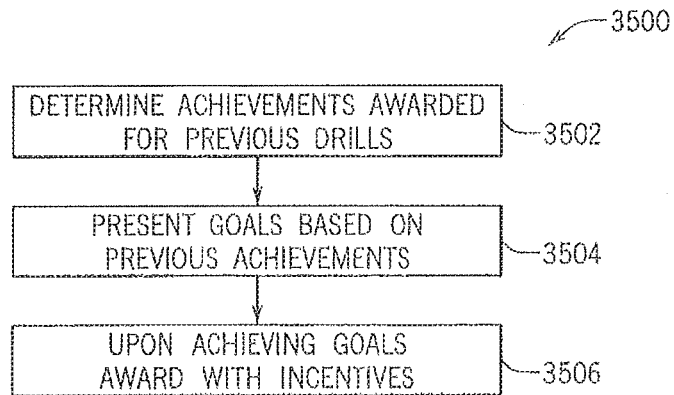 3500
DETERMINE ACHIEVEMENTS AWARDED
FOR PREVIOUS DRILLS
3502
PRESENT GOALS BASED ON
PREVIOUS ACHIEVEMENTS
3504
UPON ACHIEVING GOALS
AWARD WITH INCENTIVES
3506